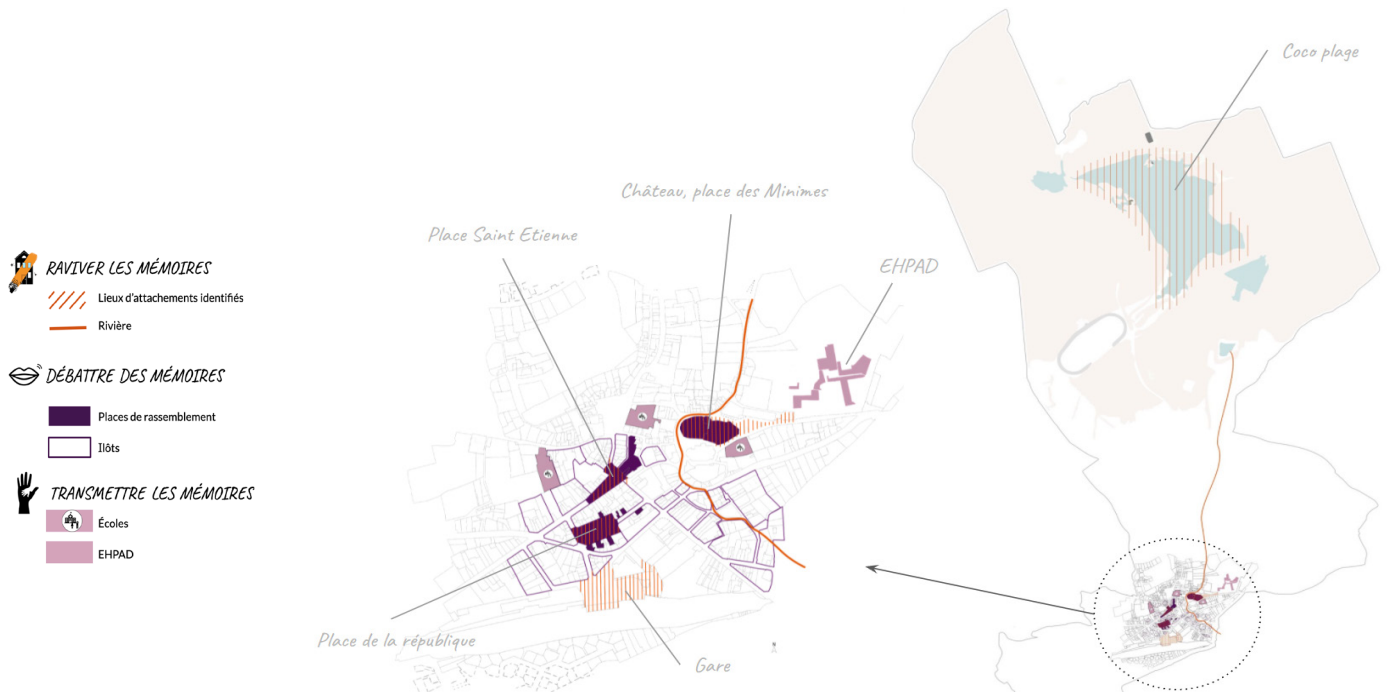 Coco plage
Château, place des Minimes
Place Saint Etienne
EHPAD
RAVIVER LES MÉMOIRES
Lieux d'attachements identifiés
Rivière
DÉBATTRE DES MÉMOIRES
Places de rassemblement
Ilôts
TRANSMETTRE LES MÉMOIRES
Écoles
EHPAD
Place de la république
Gare